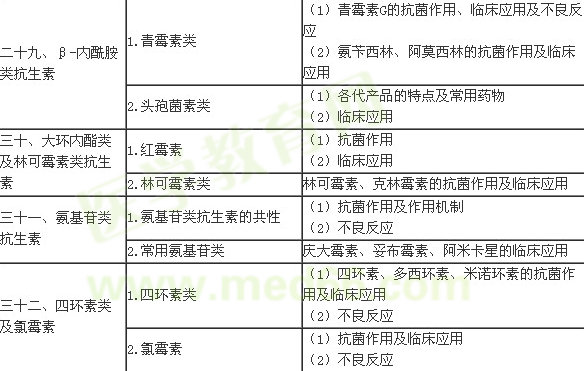 二十九、β-内酰胺
类抗生素
1.青霉素类
（1）青霉素G的抗菌作用、临床应用及不良反
应
（2）氨苄西林、阿莫西林的抗菌作用及临床
应用
2.头孢菌素类
（1）各代产品的特点及常用药物
（2）临床应用
三十、大环内酯类
及林可霉素类抗生
素
1.红霉素
（1）抗菌作用
（2）临床应用
2.林可霉素类
林可霉素、克林霉素的抗菌作用及临床应用
三十一、氨基苷类
抗生素
1.氨基苷类抗生素的共性
（1）抗菌作用及作用机制
（2）不良反应
2.常用氨基苷类
庆大霉素、妥布霉素、阿米卡星的临床应用
三十二、四环素类
及氯霉素
1.四环素类
（1）四环素、多西环素、米诺环素的抗菌作
用及临床应用
（2）不良反应
2.氯霉素
（1）抗菌作用及临床应用
（2）不良反应
医学教育网